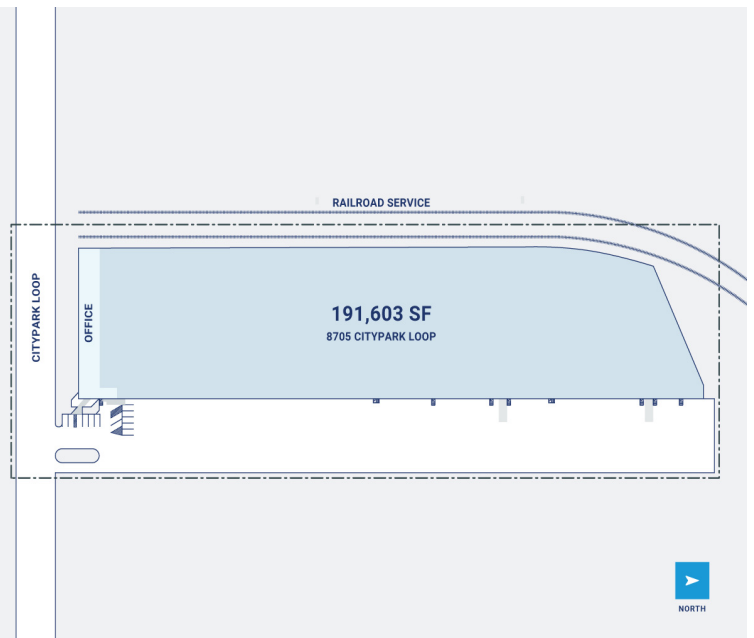 RAILROAD SERVICE
CITYPARK LOOP
OFFICE
191,603 SF
8705 CITYPARK LOOP
NORTH